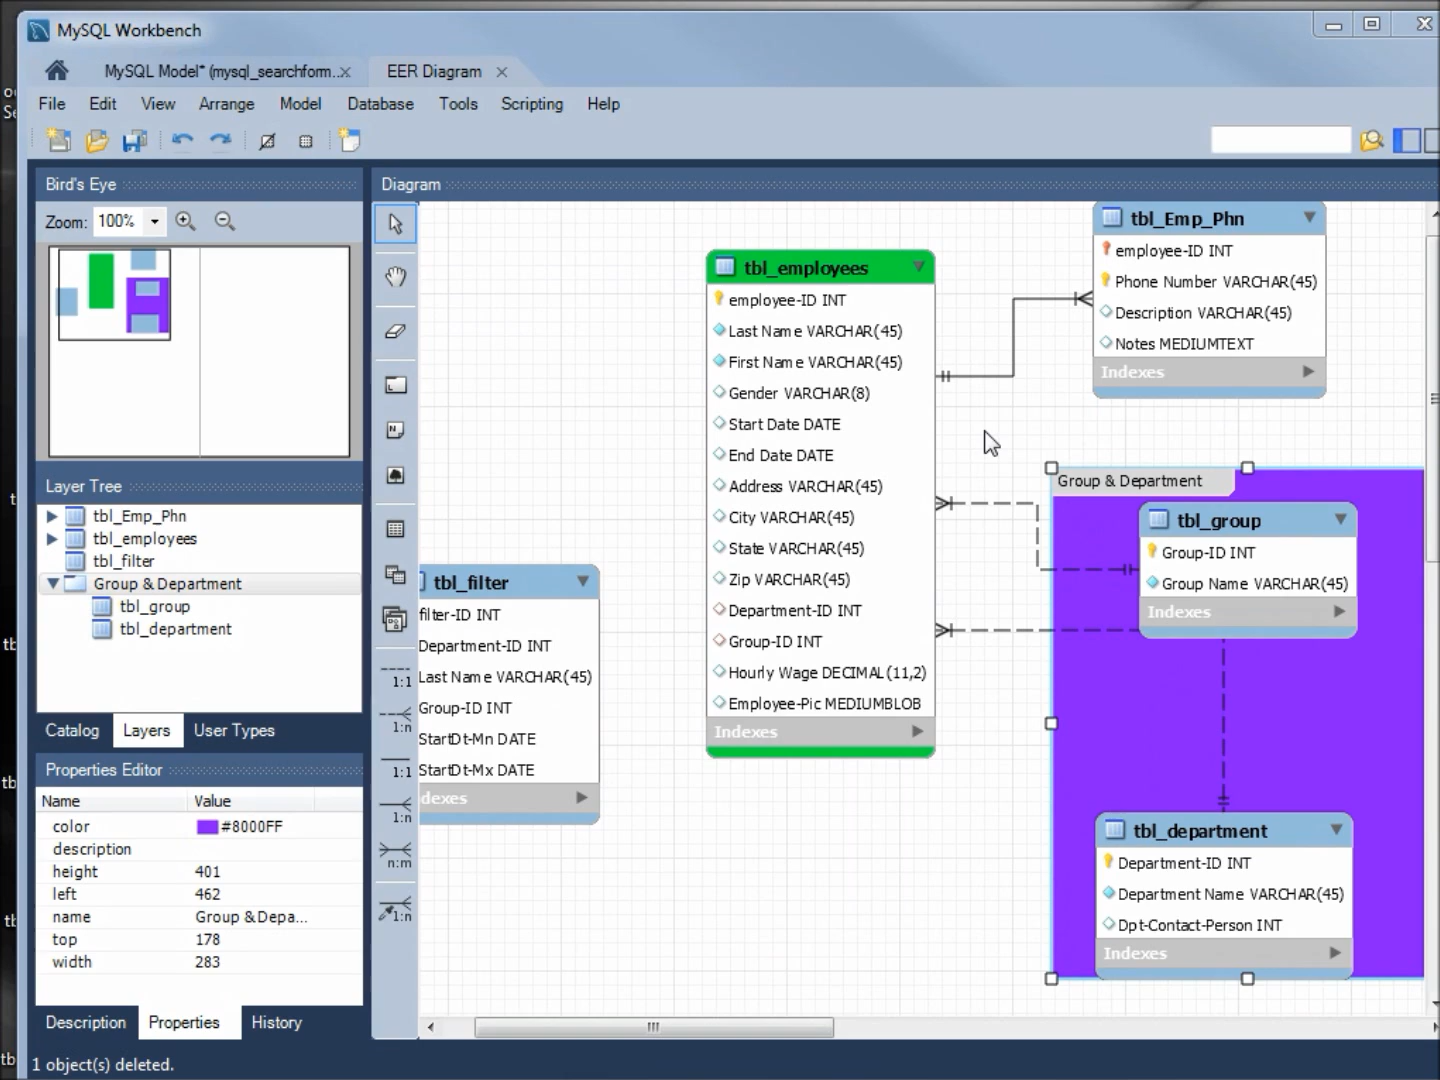 MySQL Workbench
MySQL Model* (mysql_searchform...
EER Diagram
File Edit View Arrange Model Database Tools Scripting Help
Bird's Eye
Zoom: 100%
Layer Tree
tbl_Emp_Phn
tbl_employees
tbl_filter
Group & Department
tbl_group
tbl_department
Catalog Layers User Types
Properties Editor
Name Value
color #8000FF
description
height 401
left 462
name Group & Depa...
top 178
width 283
Description Properties History
1 object(s) deleted.
Diagram
1:1
1:n
1:1
1:n
n:m
1:n
tbl_filter
filter-ID INT
Department-ID INT
Last Name VARCHAR(45)
Group-ID INT
StartDt-Mn DATE
StartDt-Mx DATE
dexes
tbl_employees
employee-ID INT
Last Name VARCHAR(45)
First Name VARCHAR(45)
Gender VARCHAR(8)
Start Date DATE
End Date DATE
Address VARCHAR(45)
City VARCHAR(45)
State VARCHAR(45)
Zip VARCHAR(45)
Department-ID INT
Group-ID INT
Hourly Wage DECIMAL(11,2)
Employee-Pic MEDIUMBLOB
Indexes
tbl_Emp_Phn
employee-ID INT
Phone Number VARCHAR(45)
Description VARCHAR(45)
Notes MEDIUMTEXT
Indexes
Group & Department
tbl_group
Group-ID INT
Group Name VARCHAR(45)
Indexes
tbl_department
Department-ID INT
Department Name VARCHAR(45)
Dpt-Contact-Person INT
Indexes